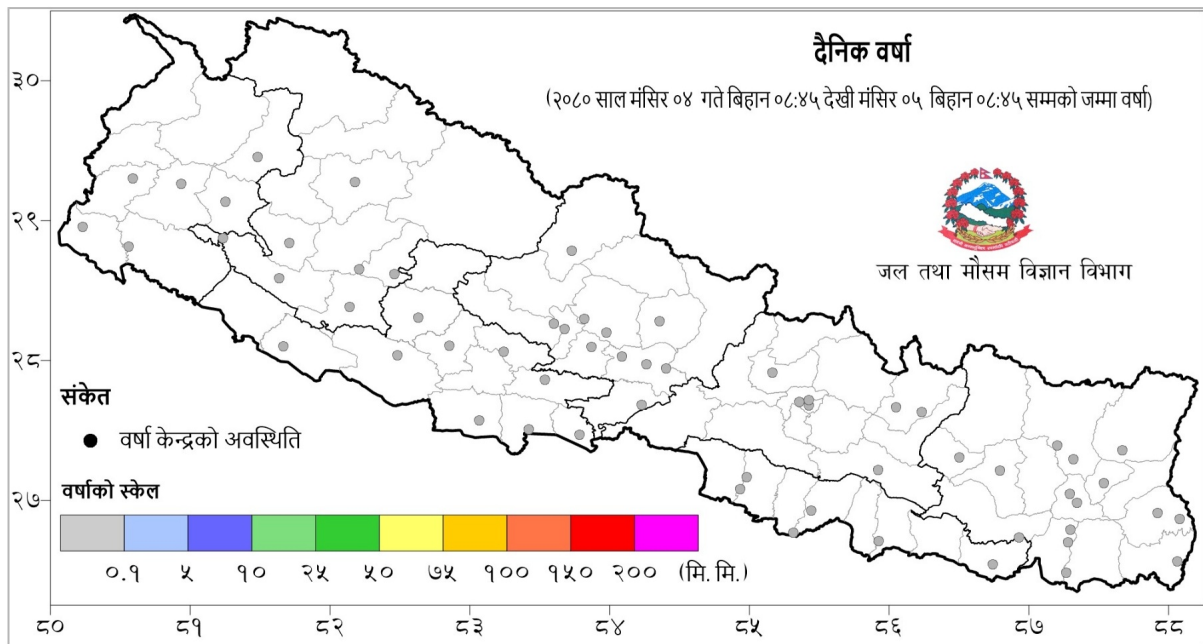 दैनिक वर्षा
(२०८० साल मंसिर ०४ गते बिहान ०८:४५ देखी मंसिर ०५ बिहान ०८:४५ सम्मको जम्मा वर्षा)
जल तथा मौसम विज्ञान विभाग
३०
२९
२८
२७
संकेत
वर्षा केन्द्रको अवस्थिति
वर्षाको स्केल
०.१ ५ १० २५ ५० ७५ १०० १५० २०० (मि. मि.)
८० ८१ ८२ ८३ ८४ ८५ ८६ ८७ ८८